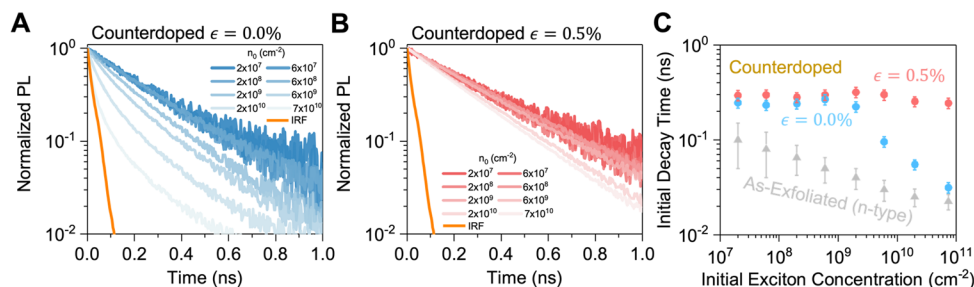 A
Counterdoped ϵ = 0.0%
Normalized PL
10⁰
10⁻¹
10⁻²
n₀ (cm⁻²)
2x10⁷ 6x10⁷
2x10⁸ 6x10⁸
2x10⁹ 6x10⁹
2x10¹⁰ 7x10¹⁰
IRF
0.0 0.2 0.4 0.6 0.8 1.0
Time (ns)
B
Counterdoped ϵ = 0.5%
Normalized PL
10⁰
10⁻¹
10⁻²
n₀ (cm⁻²)
2x10⁷ 6x10⁷
2x10⁸ 6x10⁸
2x10⁹ 6x10⁹
2x10¹⁰ 7x10¹⁰
IRF
0.0 0.2 0.4 0.6 0.8 1.0
Time (ns)
C
Initial Decay Time (ns)
10⁰
10⁻¹
10⁻²
Counterdoped
ϵ = 0.5%
ϵ = 0.0%
As-Exfoliated (n-type)
10⁷ 10⁸ 10⁹ 10¹⁰ 10¹¹
Initial Exciton Concentration (cm⁻²)